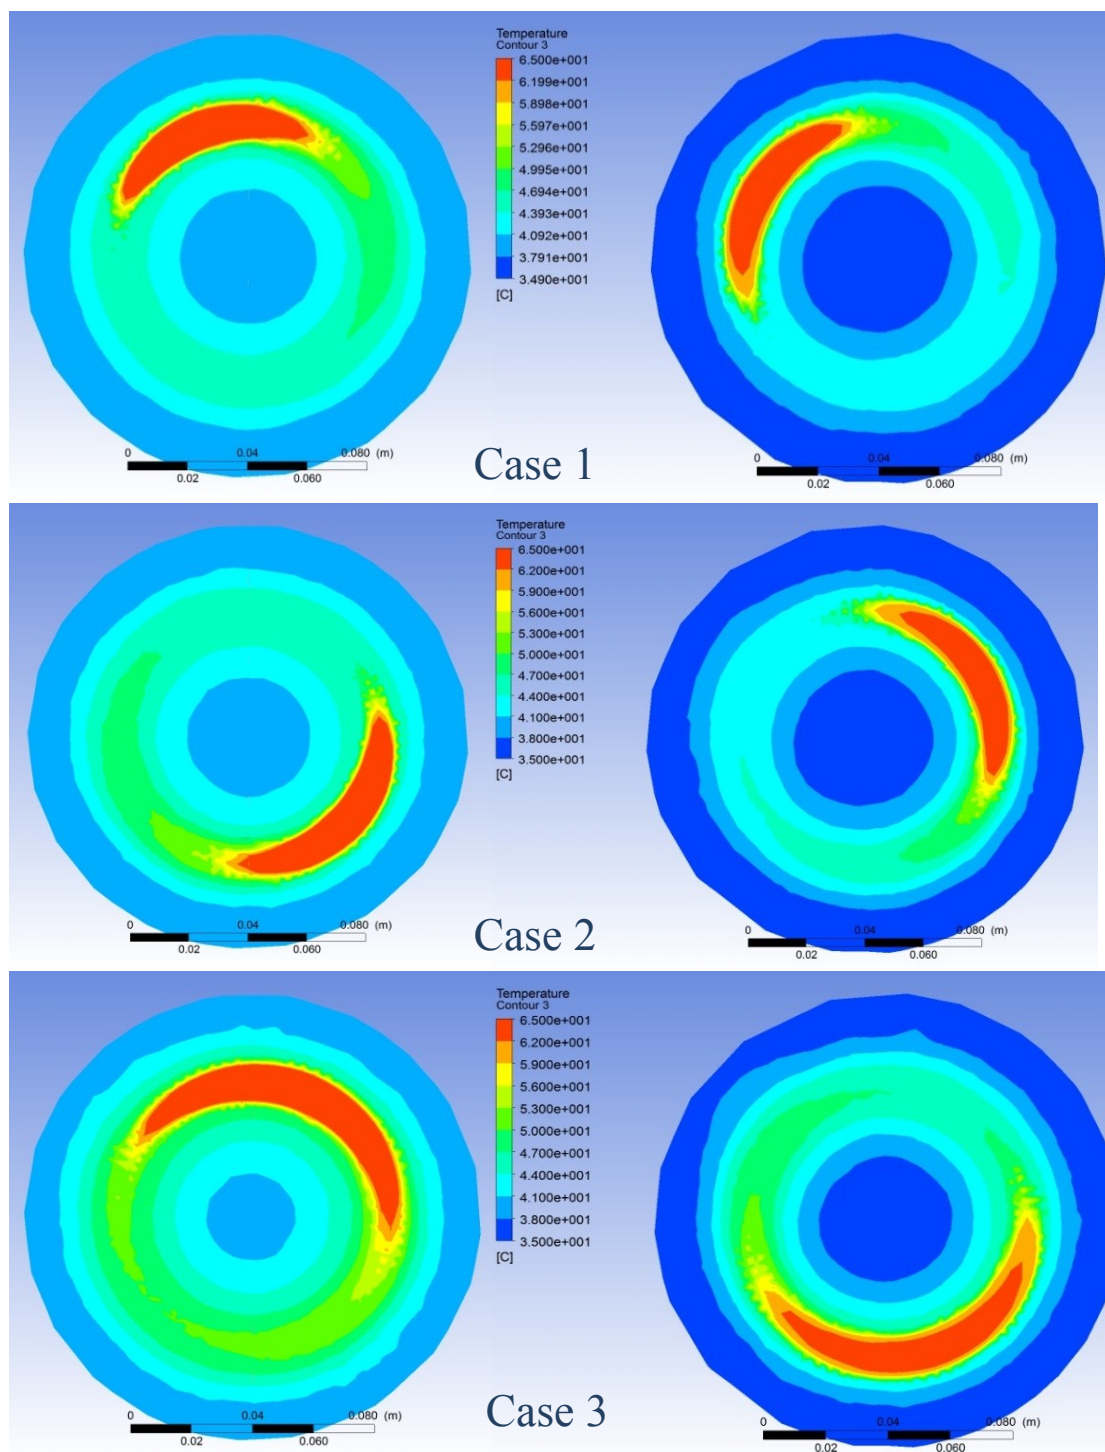 Temperature
Contour 3
6.500e+001
6.199e+001
5.898e+001
5.597e+001
5.296e+001
4.995e+001
4.694e+001
4.393e+001
4.092e+001
3.791e+001
3.490e+001
[C]
0 0.04 0.080 (m)
0.02 0.060
0 0.04 0.080 (m)
0.02 0.060
Case 1
Temperature
Contour 3
6.500e+001
6.200e+001
5.900e+001
5.600e+001
5.300e+001
5.000e+001
4.700e+001
4.400e+001
4.100e+001
3.800e+001
3.500e+001
[C]
0 0.04 0.080 (m)
0.02 0.060
0 0.04 0.080 (m)
0.02 0.060
Case 2
Temperature
Contour 3
6.500e+001
6.200e+001
5.900e+001
5.600e+001
5.300e+001
5.000e+001
4.700e+001
4.400e+001
4.100e+001
3.800e+001
3.500e+001
[C]
0 0.04 0.080 (m)
0.02 0.060
0 0.04 0.080 (m)
0.02 0.060
Case 3